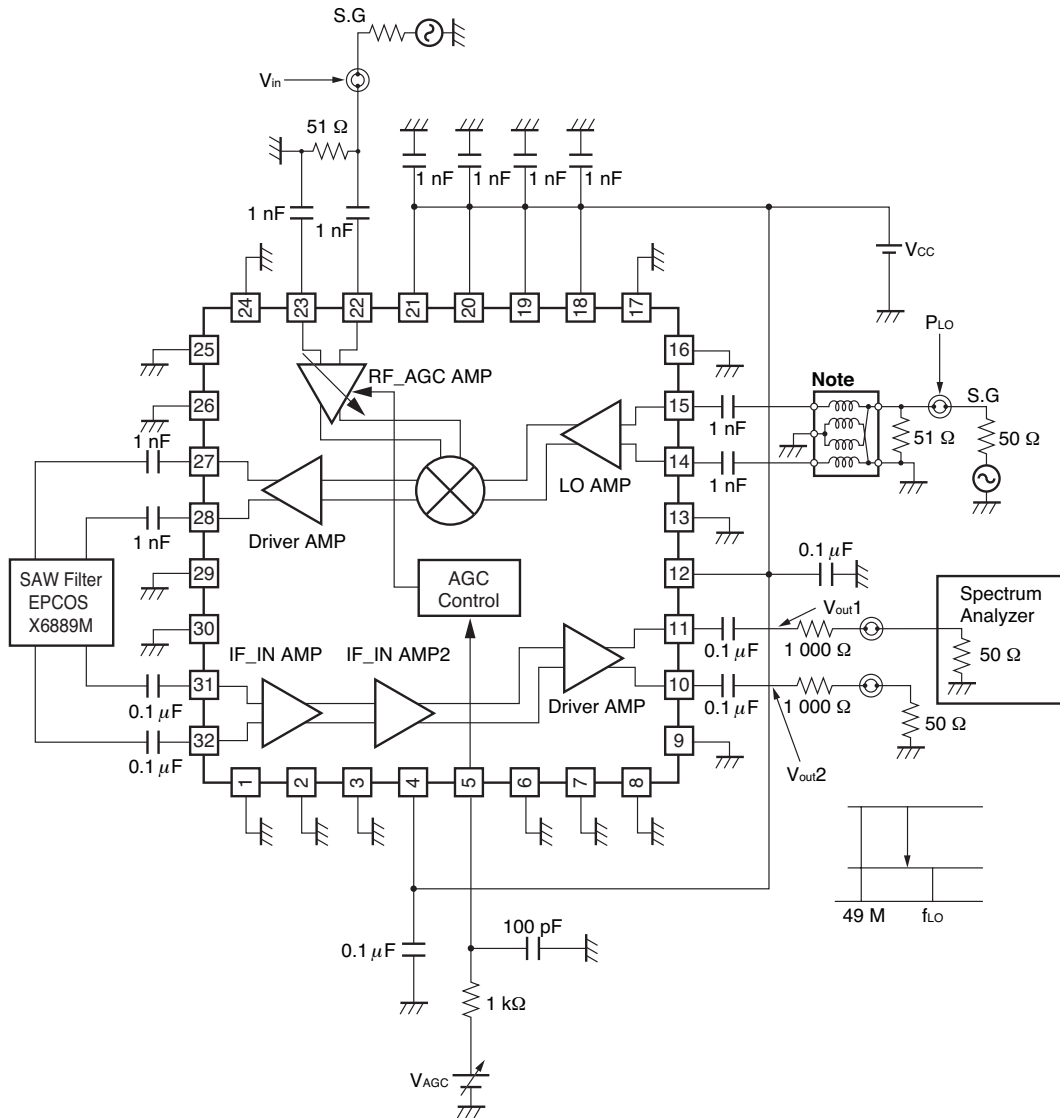 S.G
Vin
51 Ω
1 nF 1 nF 1 nF 1 nF
1 nF
1 nF
VCC
24 23 22 21 20 19 18 17
PLO
25 16
RF_AGC AMP
Note
S.G
26 15
1 nF
51 Ω
50 Ω
1 nF
27 14
LO AMP
1 nF
28 13
Driver AMP
1 nF
0.1 μF
SAW Filter
EPCOS
X6889M
29 12
AGC
Control
Spectrum
Analyzer
Vout1
30 11
0.1 μF
1 000 Ω
50 Ω
IF_IN AMP IF_IN AMP2
31 10
Driver AMP
0.1 μF
0.1 μF
1 000 Ω
50 Ω
32 9
0.1 μF
Vout2
1 2 3 4 5 6 7 8
49 M fLO
100 pF
0.1 μF
1 kΩ
VAGC